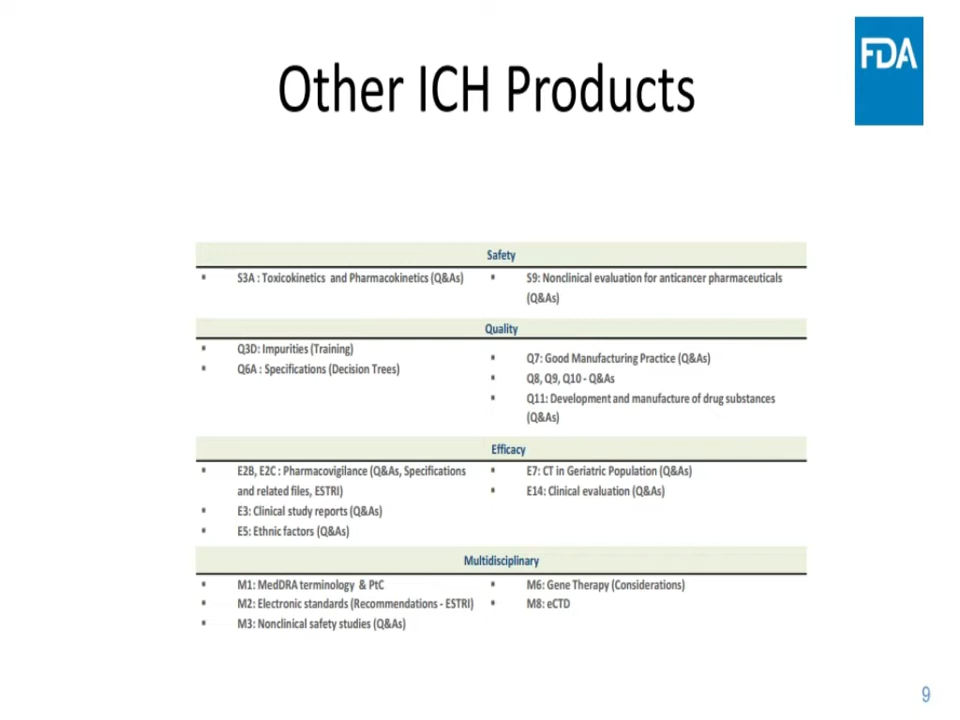 FDA
Other ICH Products
Safety
▪ S3A : Toxicokinetics and Pharmacokinetics (Q&As)
▪ S9: Nonclinical evaluation for anticancer pharmaceuticals
(Q&As)
Quality
▪ Q3D: Impurities (Training)
▪ Q6A : Specifications (Decision Trees)
▪ Q7: Good Manufacturing Practice (Q&As)
▪ Q8, Q9, Q10 - Q&As
▪ Q11: Development and manufacture of drug substances
(Q&As)
Efficacy
▪ E2B, E2C : Pharmacovigilance (Q&As, Specifications
and related files, ESTRI)
▪ E3: Clinical study reports (Q&As)
▪ E5: Ethnic factors (Q&As)
▪ E7: CT in Geriatric Population (Q&As)
▪ E14: Clinical evaluation (Q&As)
Multidisciplinary
▪ M1: MedDRA terminology & PtC
▪ M2: Electronic standards (Recommendations - ESTRI)
▪ M3: Nonclinical safety studies (Q&As)
▪ M6: Gene Therapy (Considerations)
▪ M8: eCTD
9